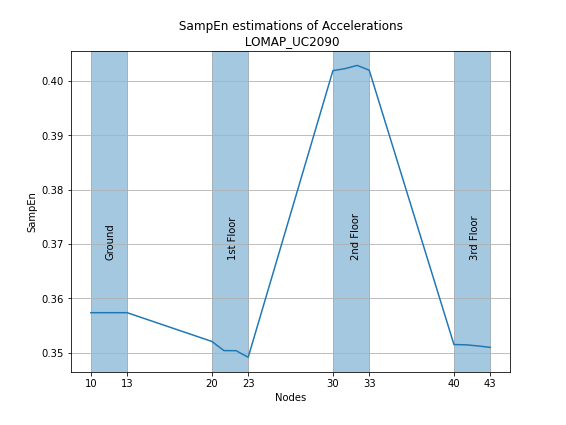 SampEn estimations of Accelerations
LOMAP_UC2090
0.40
0.39
0.38
0.37
0.36
0.35
SampEn
Ground
1st Floor
2nd Floor
3rd Floor
10 13 20 23 30 33 40 43
Nodes